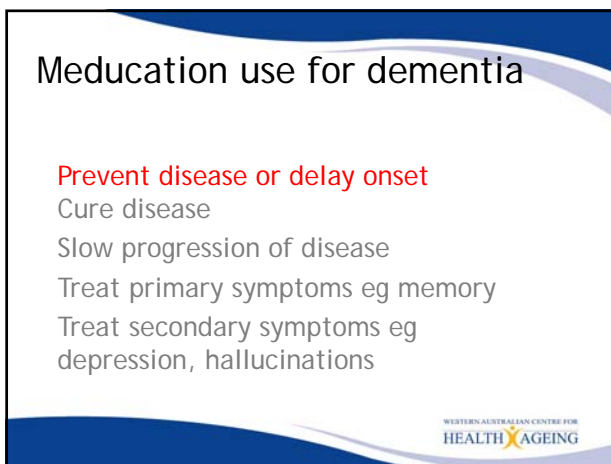 Meducation use for dementia
Prevent disease or delay onset
Cure disease
Slow progression of disease
Treat primary symptoms eg memory
Treat secondary symptoms eg
depression, hallucinations
WESTERN AUSTRALIAN CENTRE FOR
HEALTH AGEING